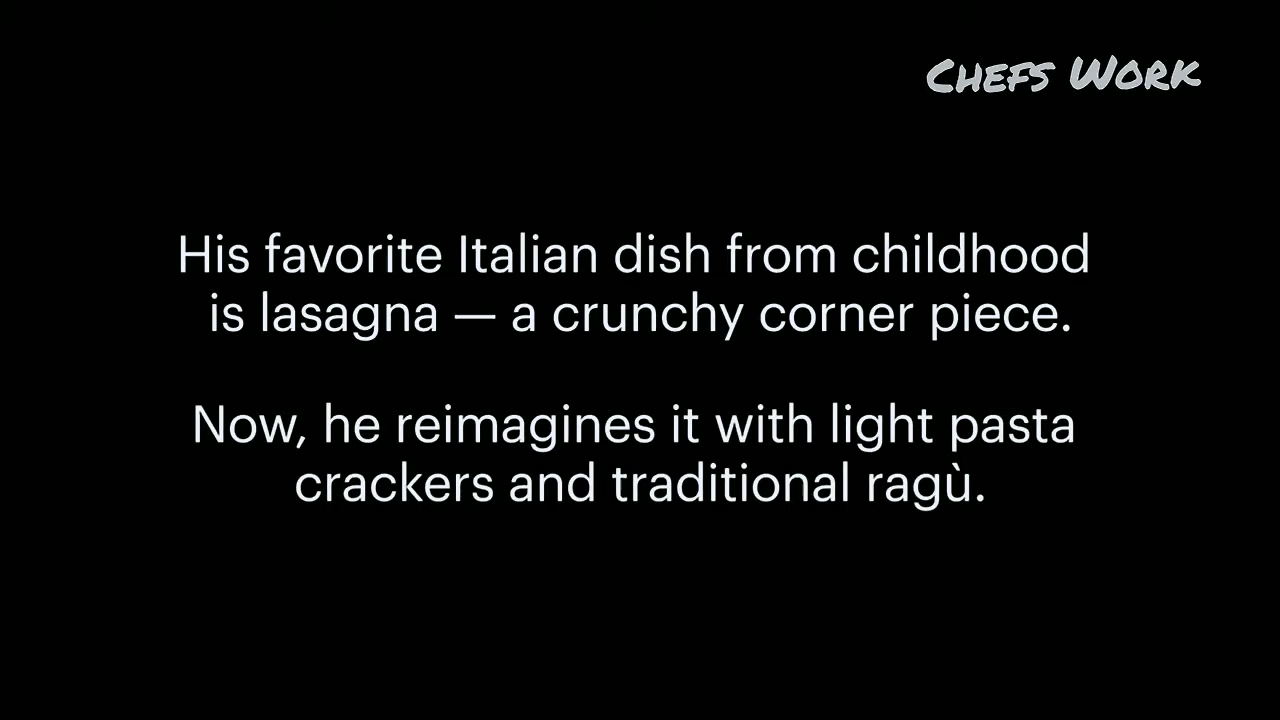 CHEFS WORK
His favorite Italian dish from childhood
is lasagna — a crunchy corner piece.
Now, he reimagines it with light pasta
crackers and traditional ragù.